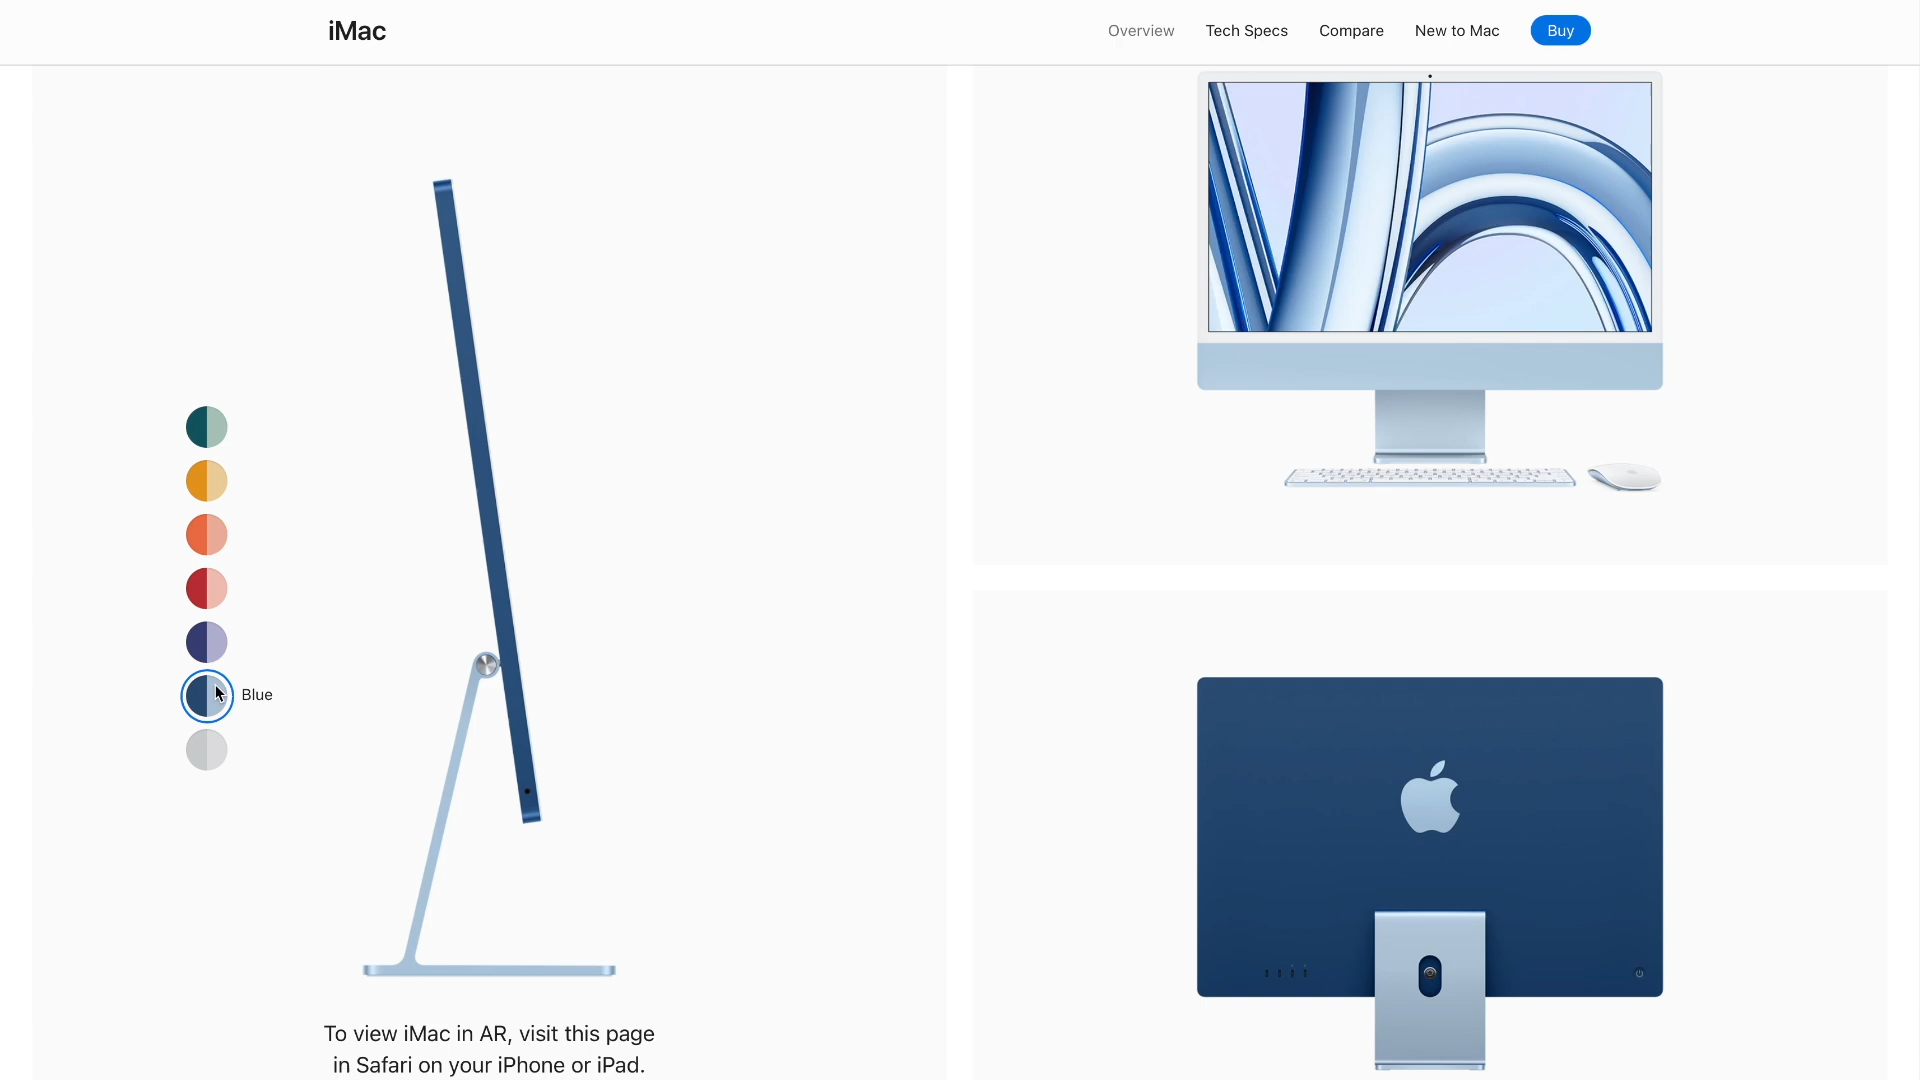 iMac
Overview
Tech Specs
Compare
New to Mac
Buy
Blue
To view iMac in AR, visit this page
in Safari on your iPhone or iPad.